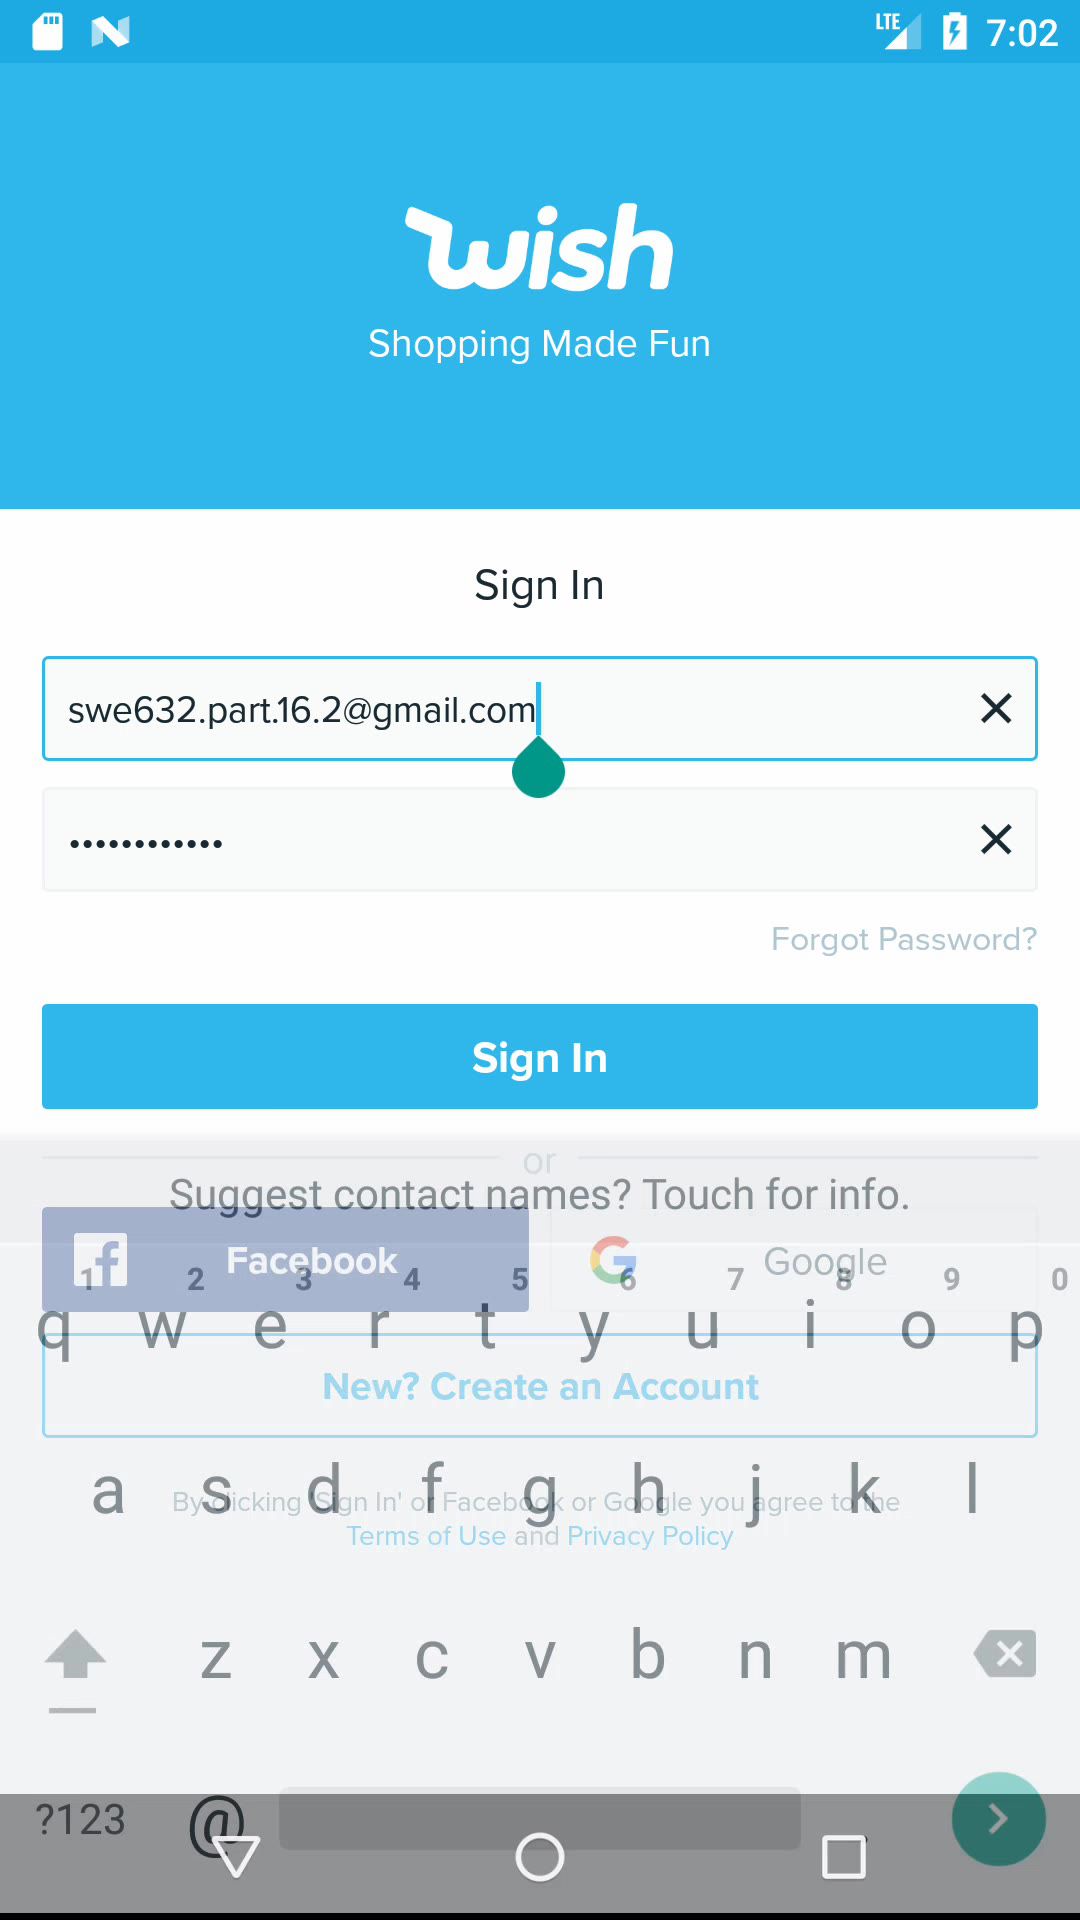 LTE 7:02
wish
Shopping Made Fun
Sign In
swe632.part.16.2@gmail.com
••••••••••••
Forgot Password?
Sign In
or
Suggest contact names? Touch for info.
Facebook Google
1 2 3 4 5 6 7 8 9 0
q w e r t y u i o p
New? Create an Account
a s d f g h j k l
By clicking 'Sign In' or Facebook or Google you agree to the
Terms of Use and Privacy Policy
z x c v b n m
?123 @